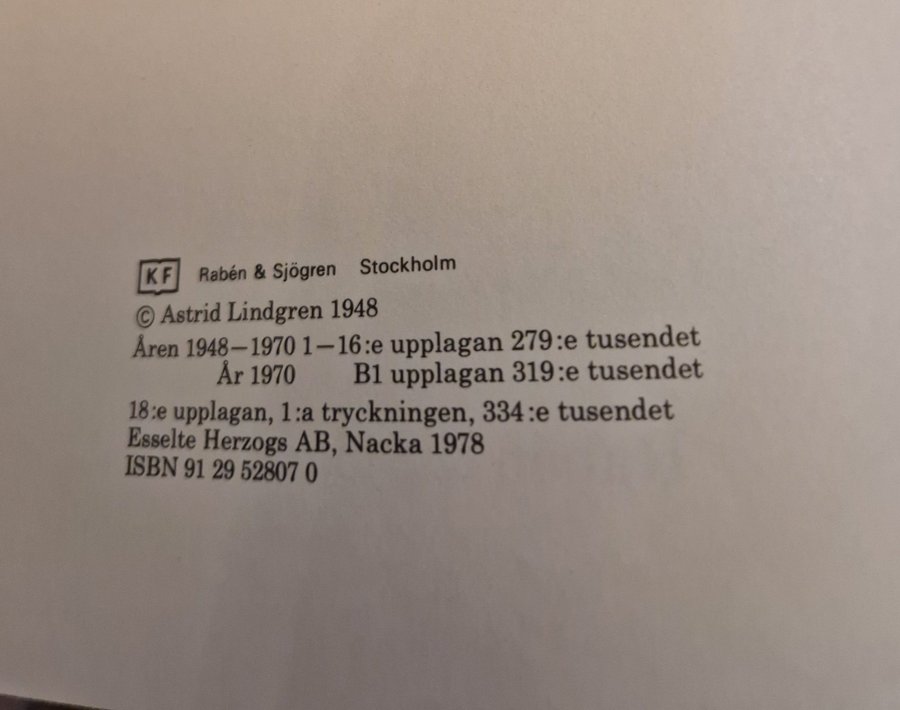 KF Rabén & Sjögren Stockholm
© Astrid Lindgren 1948
Åren 1948–1970 1–16:e upplagan 279:e tusendet
År 1970 B1 upplagan 319:e tusendet
18:e upplagan, 1:a tryckningen, 334:e tusendet
Esselte Herzogs AB, Nacka 1978
ISBN 91 29 52807 0